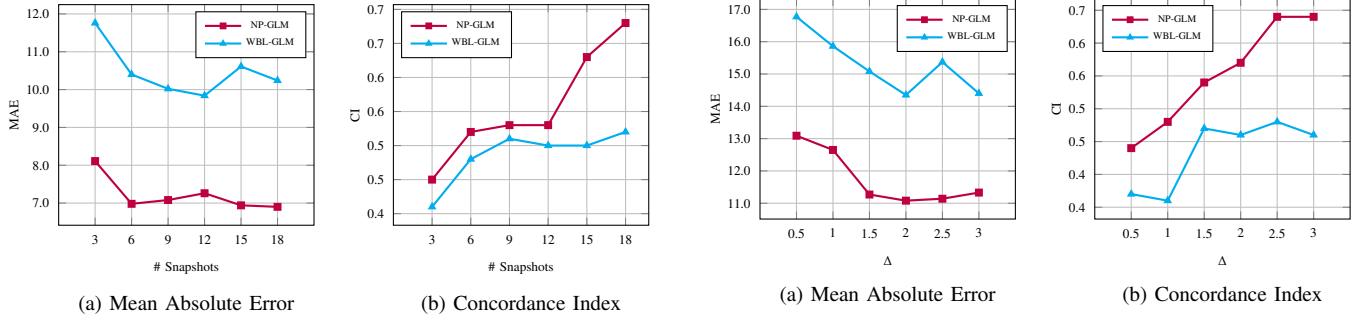 12.0
11.0
10.0
9.0
8.0
7.0
MAE
3 6 9 12 15 18
# Snapshots
NP-GLM
WBL-GLM
(a) Mean Absolute Error
0.7
0.7
0.6
0.6
0.5
0.5
0.4
CI
3 6 9 12 15 18
# Snapshots
NP-GLM
WBL-GLM
(b) Concordance Index
17.0
16.0
15.0
14.0
13.0
12.0
11.0
MAE
0.5 1 1.5 2 2.5 3
Δ
NP-GLM
WBL-GLM
(a) Mean Absolute Error
0.7
0.6
0.6
0.5
0.5
0.4
0.4
CI
0.5 1 1.5 2 2.5 3
Δ
NP-GLM
WBL-GLM
(b) Concordance Index